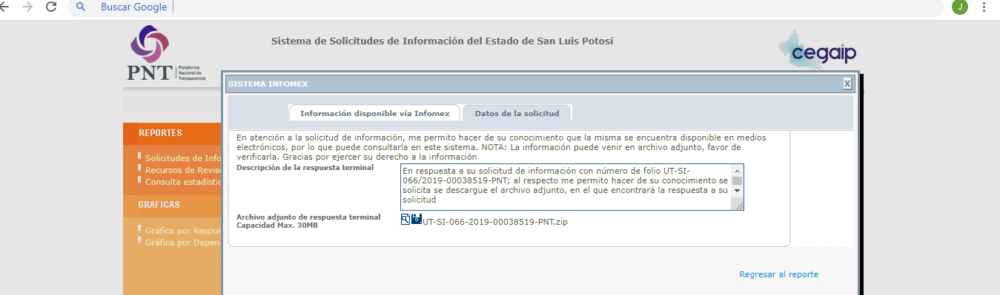 Buscar Google
J
PNT
Plataforma
Nacional de
Transparencia
Sistema de Solicitudes de Información del Estado de San Luis Potosí
cegaip
SISTEMA INFOMEX
X
Información disponible vía Infomex
Datos de la solicitud
REPORTES
Solicitudes de Info
Recursos de Revisi
Consulta estadístic
GRAFICAS
Gráfica por Respue
Gráfica por Depen
En atención a la solicitud de información, me permito hacer de su conocimiento que la misma se encuentra disponible en medios
electrónicos, por lo que puede consultarla en este sistema. NOTA: La información puede venir en archivo adjunto, favor de
verificarla. Gracias por ejercer su derecho a la información
Descripción de la respuesta terminal
En respuesta a su solicitud de información con número de folio UT-SI-
066/2019-00038519-PNT; al respecto me permito hacer de su conocimiento se
solicita se descargue el archivo adjunto, en el que encontrará la respuesta a su
solicitud
Archivo adjunto de respuesta terminal
Capacidad Max. 30MB
UT-SI-066-2019-00038519-PNT.zip
Regresar al reporte